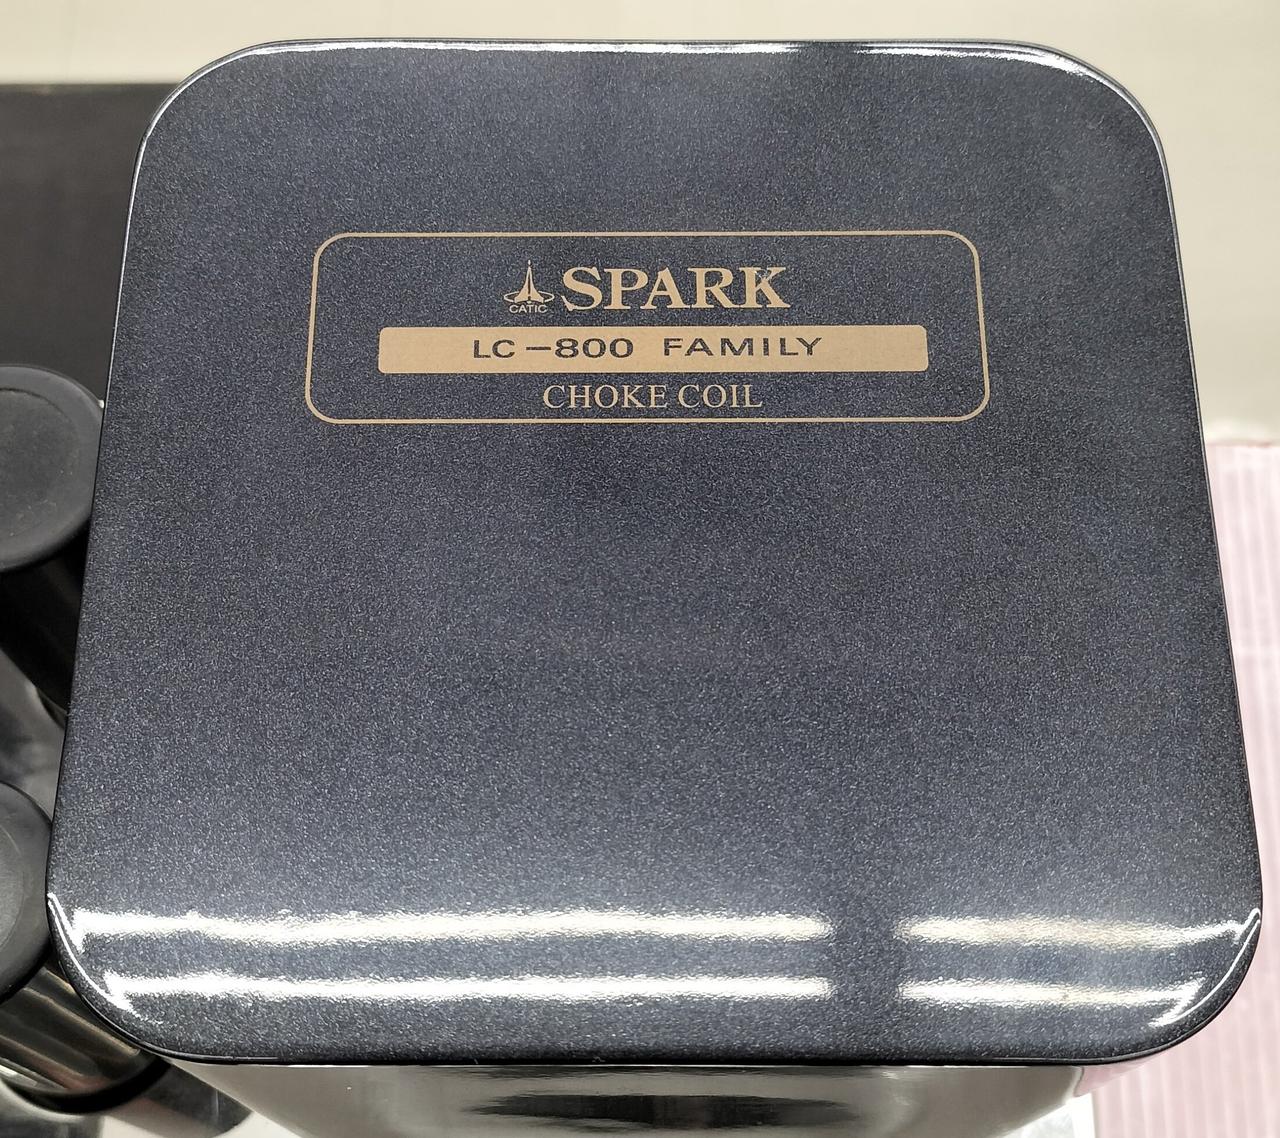 SPARK
CATIC
LC-800 FAMILY
CHOKE COIL